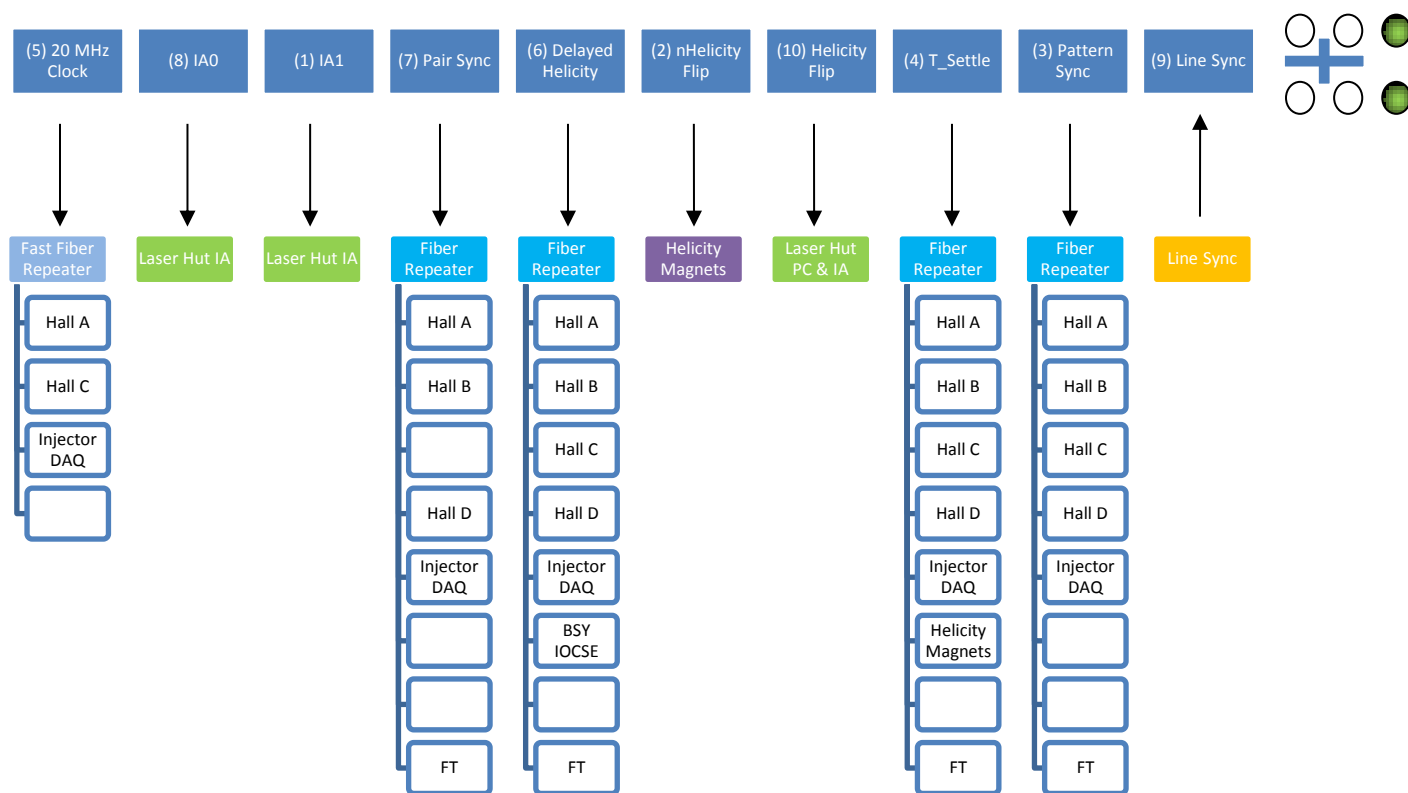 (5) 20 MHz
Clock
(8) IA0
(1) IA1
(7) Pair Sync
(6) Delayed
Helicity
(2) nHelicity
Flip
(10) Helicity
Flip
(4) T_Settle
(3) Pattern
Sync
(9) Line Sync
Fast Fiber
Repeater
Laser Hut IA
Laser Hut IA
Fiber
Repeater
Fiber
Repeater
Helicity
Magnets
Laser Hut
PC & IA
Fiber
Repeater
Fiber
Repeater
Line Sync
Hall A
Hall C
Injector
DAQ
Hall A
Hall B
Hall D
Injector
DAQ
FT
Hall A
Hall B
Hall C
Hall D
Injector
DAQ
BSY
IOCSE
FT
Hall A
Hall B
Hall C
Hall D
Injector
DAQ
Helicity
Magnets
FT
Hall A
Hall B
Hall C
Hall D
Injector
DAQ
FT